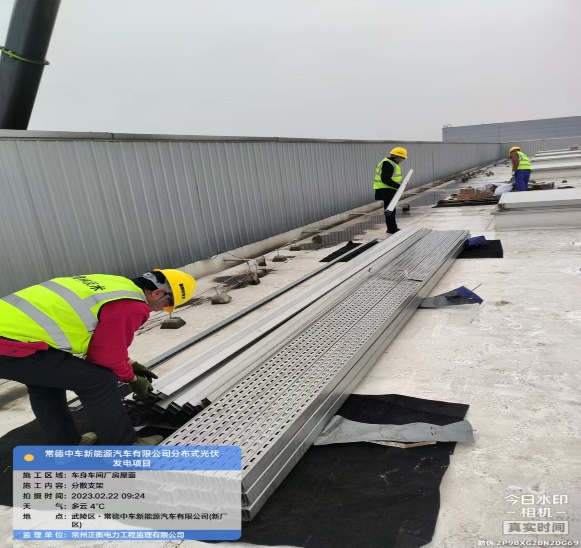 常德中车新能源汽车有限公司分布式光伏
发电项目
施工区域：车身车间厂房屋面
施工内容：分散支架
拍摄时间：2023.02.22 09:24
天 气：多云 4℃
地 点：武陵区·常德中车新能源汽车有限公司(新厂
区)
监理单位：常州正衡电力工程监理有限公司
今日水印
相机
真实时间
防伪 2P9BXG2BN2DG69